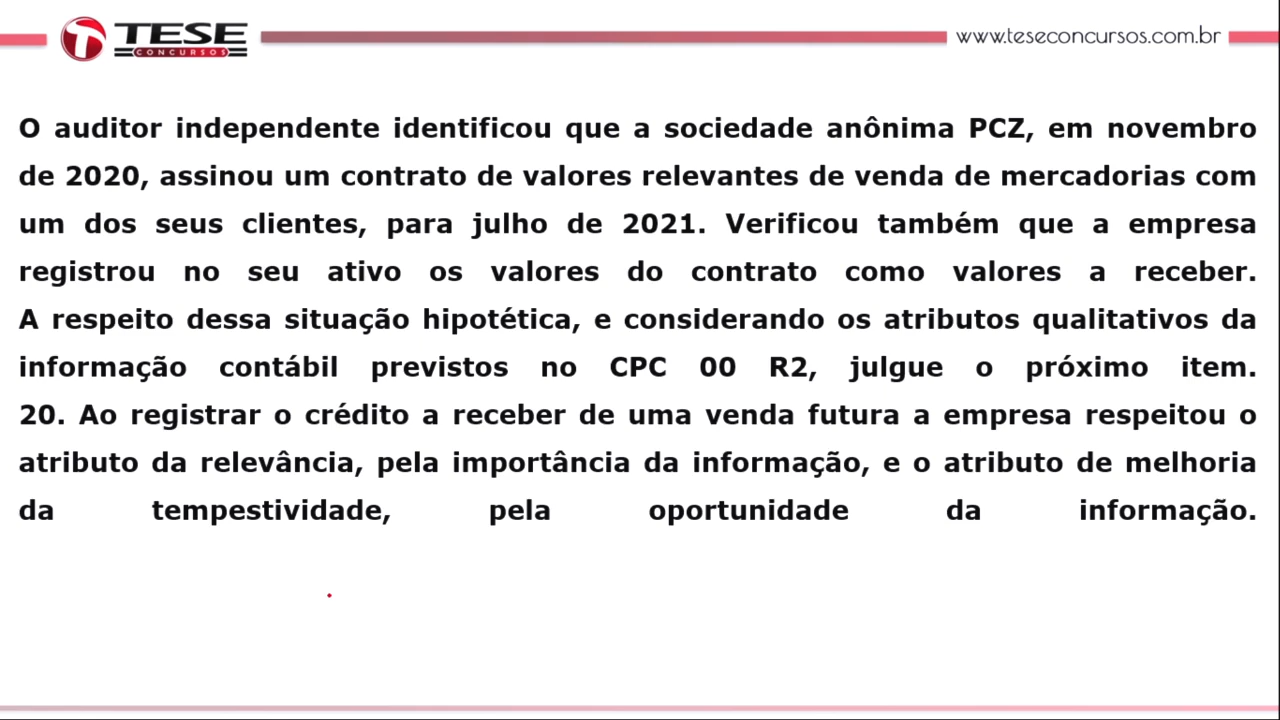 TESE
CONCURSOS
www.teseconcursos.com.br
O auditor independente identificou que a sociedade anônima PCZ, em novembro
de 2020, assinou um contrato de valores relevantes de venda de mercadorias com
um dos seus clientes, para julho de 2021. Verificou também que a empresa
registrou no seu ativo os valores do contrato como valores a receber.
A respeito dessa situação hipotética, e considerando os atributos qualitativos da
informação contábil previstos no CPC 00 R2, julgue o próximo item.
20. Ao registrar o crédito a receber de uma venda futura a empresa respeitou o
atributo da relevância, pela importância da informação, e o atributo de melhoria
da tempestividade, pela oportunidade da informação.